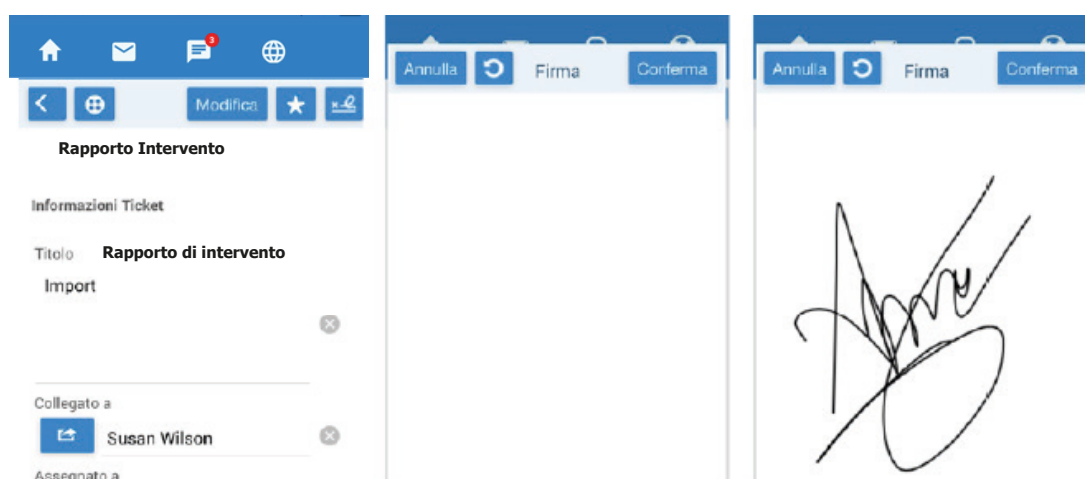 3
Modifica
Rapporto Intervento
Informazioni Ticket
Titolo Rapporto di intervento
Import
Collegato a
Susan Wilson
Assegnato a
Annulla Firma Conferma
Annulla Firma Conferma